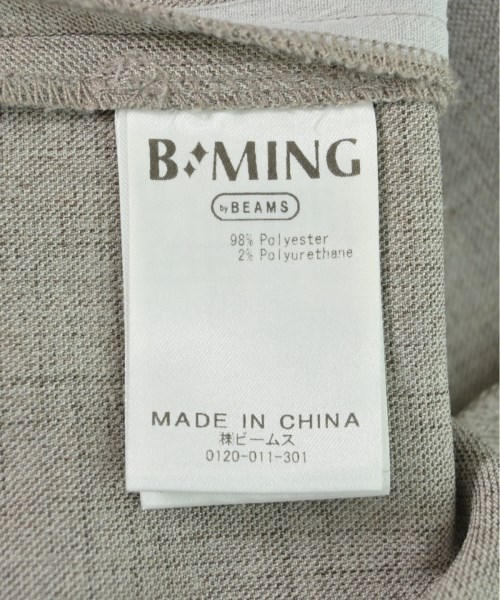 B MING
by BEAMS
98% Polyester
2% Polyurethane
MADE IN CHINA
㈱ビームス
0120-011-301